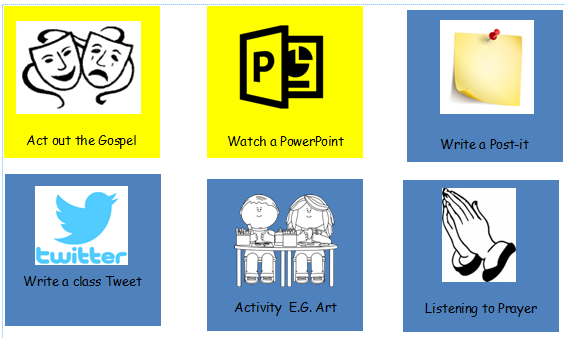 Act out the Gospel
P
Watch a PowerPoint
Write a Post-it
twitter
Write a class Tweet
Activity E.G. Art
Listening to Prayer